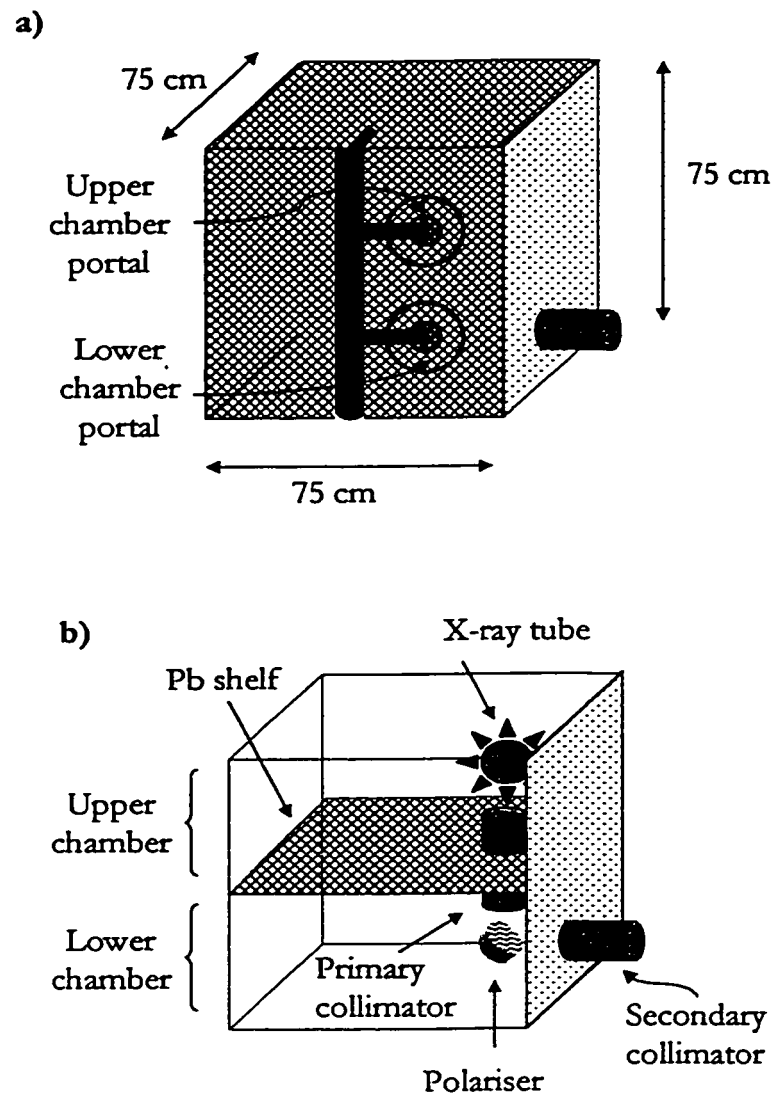 a)
75 cm
75 cm
Upper
chamber
portal
Lower
chamber
portal
75 cm
b)
X-ray tube
Pb shelf
Upper
chamber
Lower
chamber
Primary
collimator
Secondary
collimator
Polariser